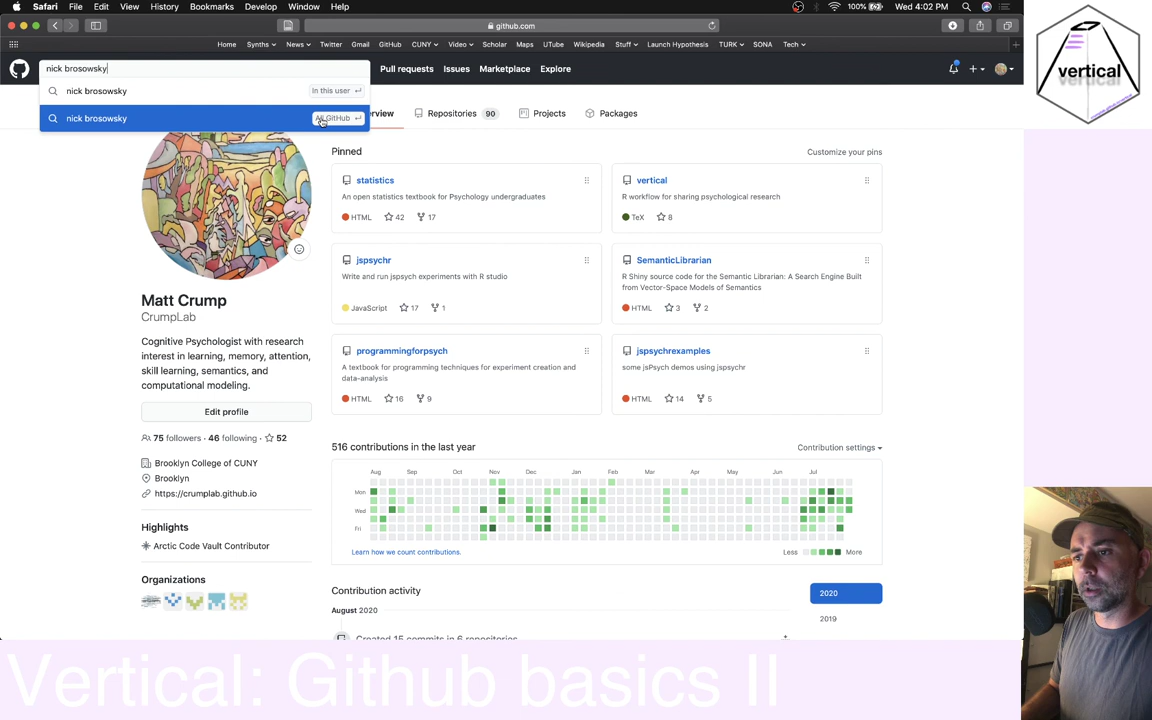 Safari File Edit View History Bookmarks Develop Window Help
100% Wed 4:02 PM
github.com
Home Synths News Twitter Gmail GitHub CUNY Video Scholar Maps UTube Wikipedia Stuff Launch Hypothesis TURK SONA Tech
nick brosowsky
Pull requests Issues Marketplace Explore
nick brosowsky In this user
nick brosowsky All GitHub
Repositories 90 Projects Packages
Pinned
Customize your pins
statistics
An open statistics textbook for Psychology undergraduates
HTML 42 17
vertical
R workflow for sharing psychological research
TeX 8
jspsychr
Write and run jspsych experiments with R studio
JavaScript 17 1
SemanticLibrarian
R Shiny source code for the Semantic Librarian: A Search Engine Built
from Vector-Space Models of Semantics
HTML 3 2
programmingforpsych
A textbook for programming techniques for experiment creation and
data-analysis
HTML 16 9
jspsychrexamples
some jsPsych demos using jspsychr
HTML 14 5
Matt Crump
CrumpLab
Cognitive Psychologist with research
interest in learning, memory, attention,
skill learning, semantics, and
computational modeling.
Edit profile
75 followers · 46 following · 52
Brooklyn College of CUNY
Brooklyn
https://crumplab.github.io
Highlights
Arctic Code Vault Contributor
Organizations
516 contributions in the last year
Contribution settings
Aug Sep Oct Nov Dec Jan Feb Mar Apr May Jun Jul
Mon
Wed
Fri
Learn how we count contributions.
Less More
Contribution activity
2020
2019
August 2020
Created 15 commits in 6 repositories
vertical
Vertical: Github basics II